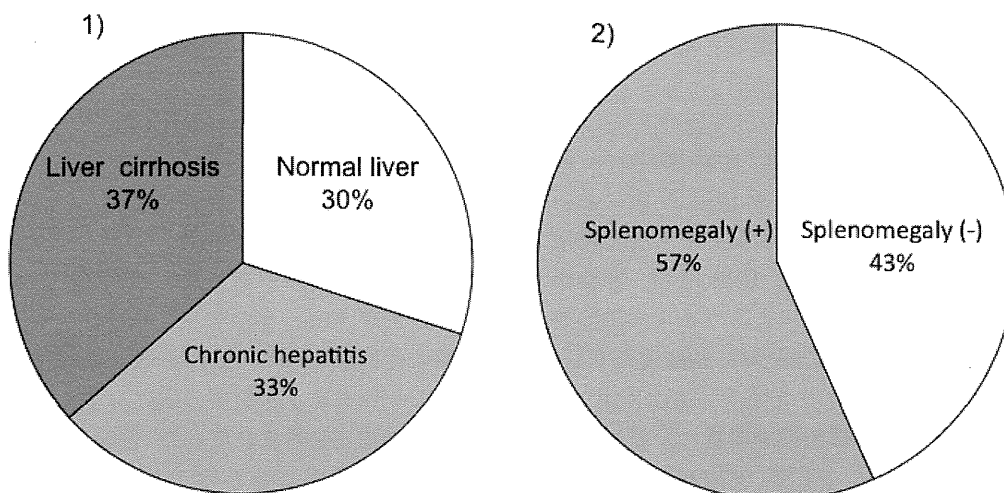 1)
Liver cirrhosis
37%
Normal liver
30%
Chronic hepatitis
33%
2)
Splenomegaly (+)
57%
Splenomegaly (-)
43%